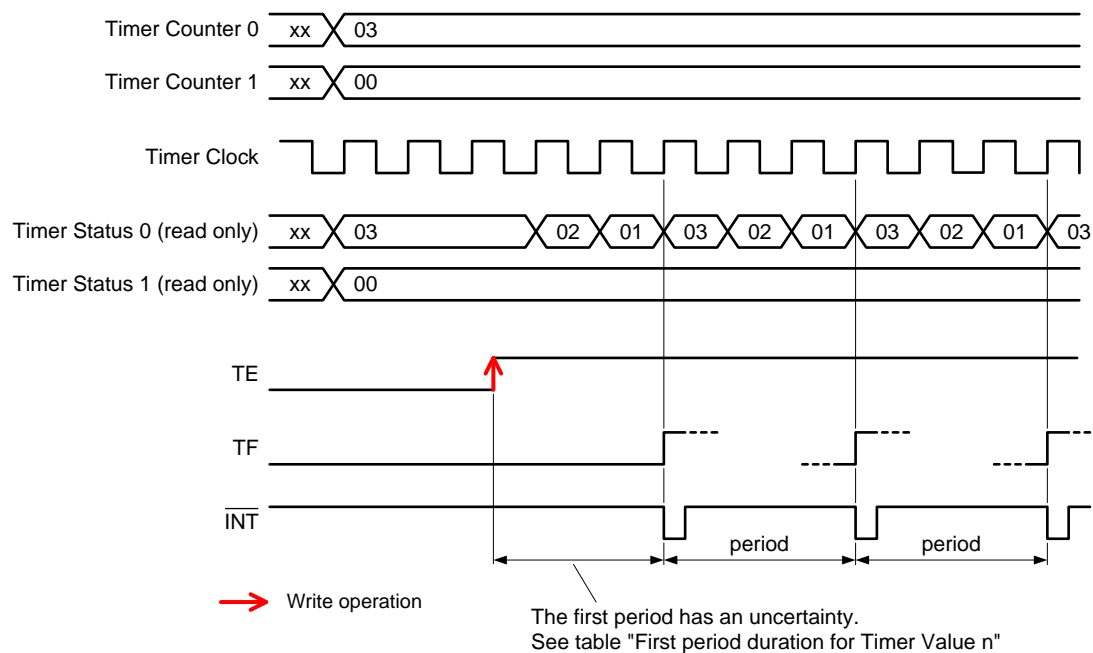 Timer Counter 0 xx 03
Timer Counter 1 xx 00
Timer Clock
Timer Status 0 (read only) xx 03 02 01 03 02 01 03 02 01 03
Timer Status 1 (read only) xx 00
TE
TF
INT
period period
Write operation
The first period has an uncertainty.
See table "First period duration for Timer Value n"